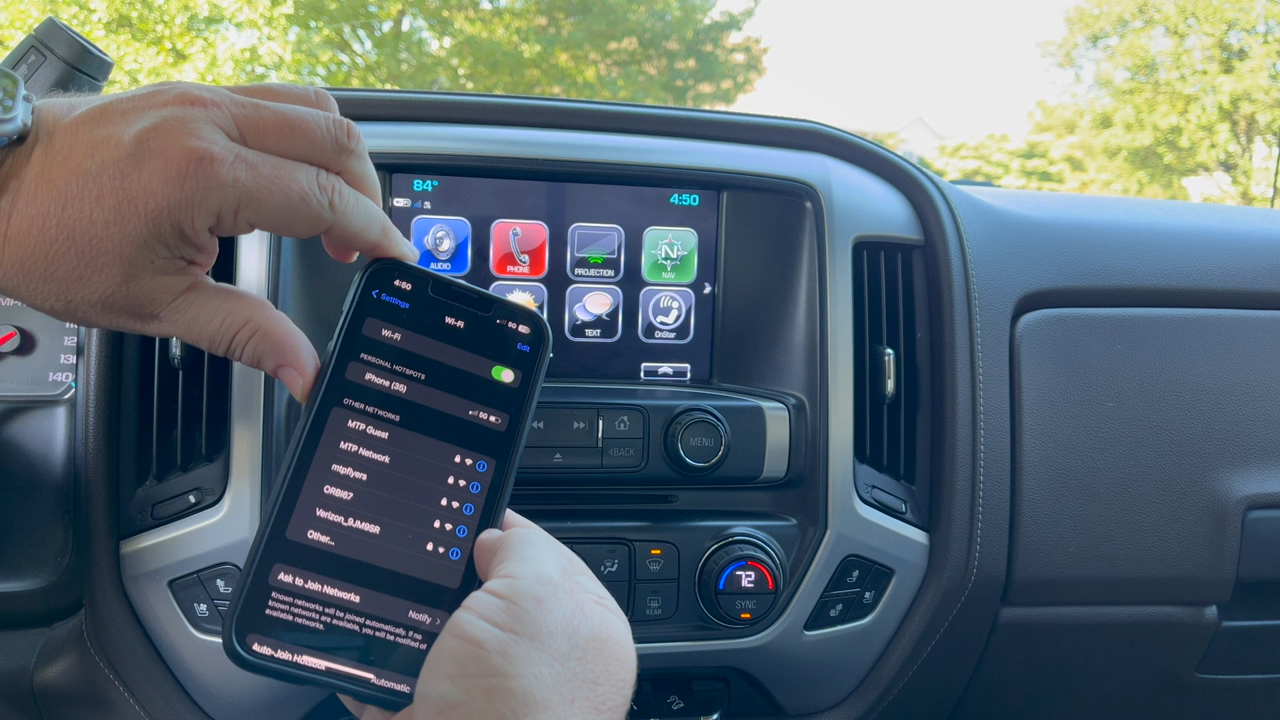 84°
4:50
AUDIO
PHONE
PROJECTION
N
NAV
TEXT
OnStar
4:50
5G
Settings
Wi-Fi
Edit
Wi-Fi
PERSONAL HOTSPOTS
iPhone (35)
5G
OTHER NETWORKS
MTP Guest
MTP Network
mtpflyers
ORBI67
Verizon_9JM9SR
Other...
Ask to Join Networks
Notify
Known networks will be joined automatically. If no
known networks are available, you will be notified of
available networks.
Auto-Join Hotspot
Automatic
BACK
MENU
72
SYNC
REAR
140